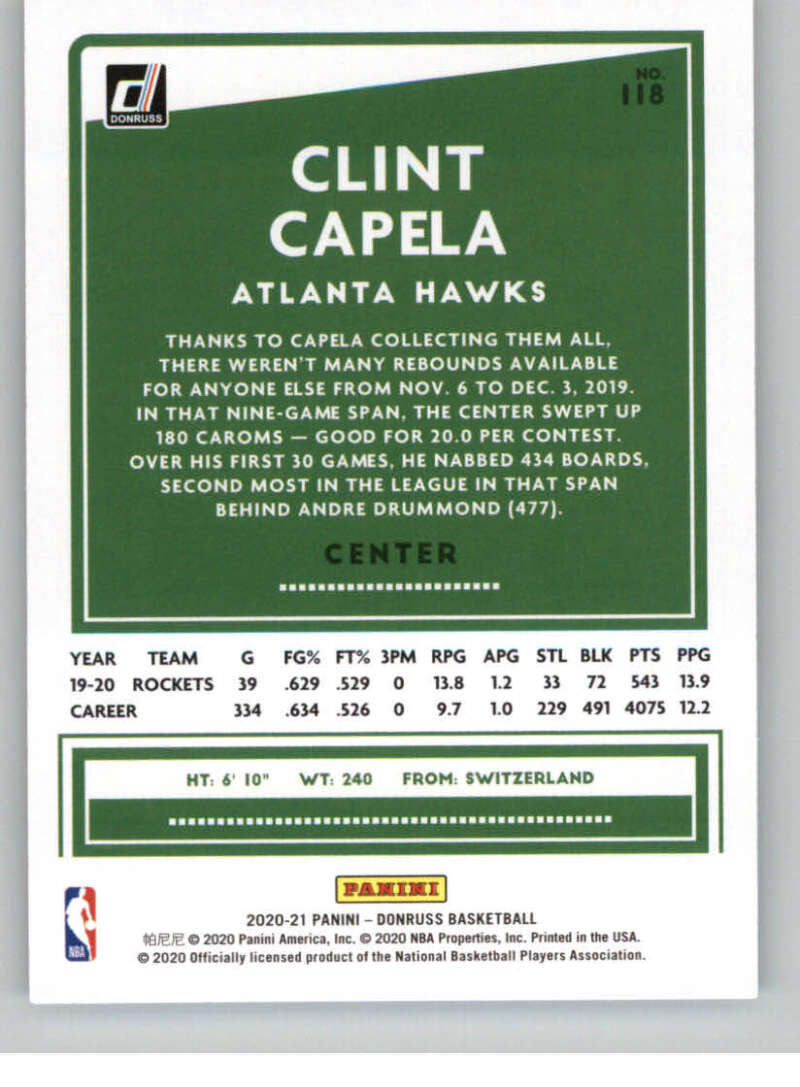 DONRUSS
NO.
118
CLINT
CAPELA
ATLANTA HAWKS
THANKS TO CAPELA COLLECTING THEM ALL,
THERE WEREN'T MANY REBOUNDS AVAILABLE
FOR ANYONE ELSE FROM NOV. 6 TO DEC. 3, 2019.
IN THAT NINE-GAME SPAN, THE CENTER SWEPT UP
180 CAROMS — GOOD FOR 20.0 PER CONTEST.
OVER HIS FIRST 30 GAMES, HE NABBED 434 BOARDS,
SECOND MOST IN THE LEAGUE IN THAT SPAN
BEHIND ANDRE DRUMMOND (477).
CENTER
YEAR TEAM G FG% FT% 3PM RPG APG STL BLK PTS PPG
19-20 ROCKETS 39 .629 .529 0 13.8 1.2 33 72 543 13.9
CAREER 334 .634 .526 0 9.7 1.0 229 491 4075 12.2
HT: 6' 10" WT: 240 FROM: SWITZERLAND
PANINI
2020-21 PANINI – DONRUSS BASKETBALL
帕尼尼 © 2020 Panini America, Inc. © 2020 NBA Properties, Inc. Printed in the USA.
© 2020 Officially licensed product of the National Basketball Players Association.
NBA